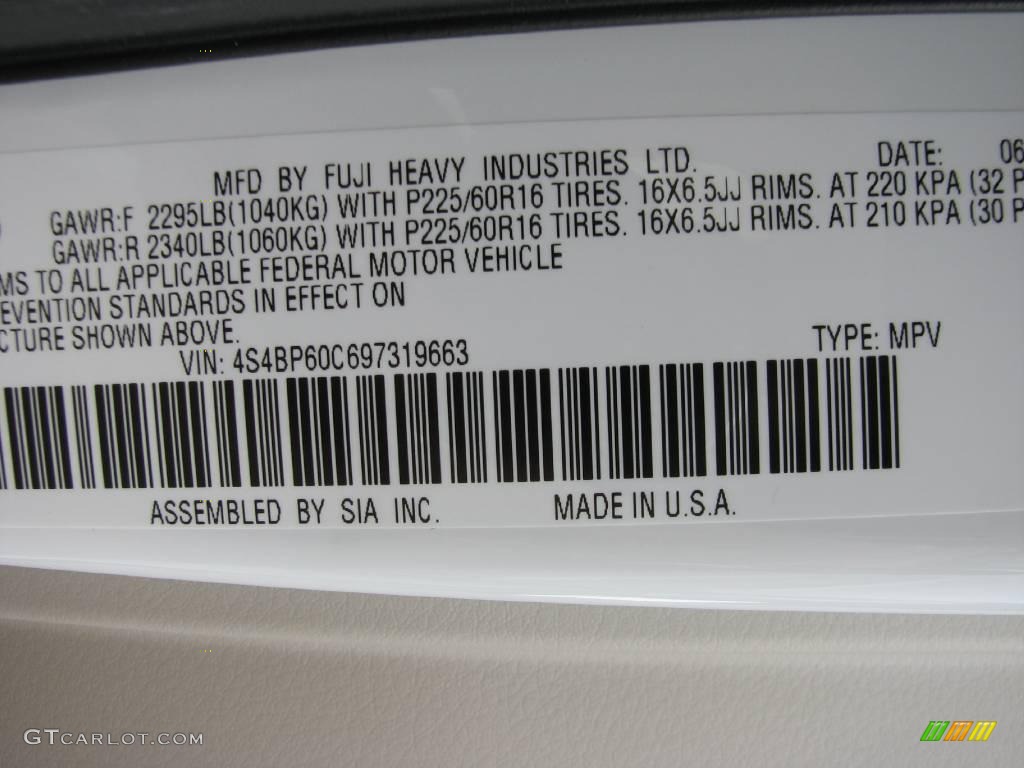 MFD BY FUJI HEAVY INDUSTRIES LTD. DATE: 06
GAWR:F 2295LB(1040KG) WITH P225/60R16 TIRES. 16X6.5JJ RIMS. AT 220 KPA (32 P
GAWR:R 2340LB(1060KG) WITH P225/60R16 TIRES. 16X6.5JJ RIMS. AT 210 KPA (30 P
MS TO ALL APPLICABLE FEDERAL MOTOR VEHICLE
EVENTION STANDARDS IN EFFECT ON
CTURE SHOWN ABOVE.
VIN: 4S4BP60C697319663 TYPE: MPV
ASSEMBLED BY SIA INC. MADE IN U.S.A.
GTCARLOT.COM